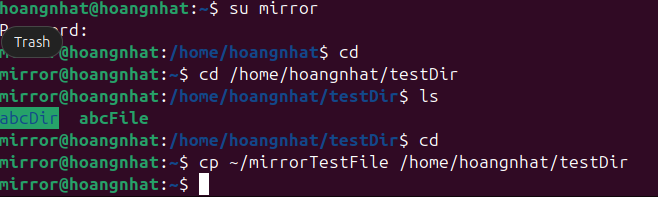 hoangnhat@hoangnhat:~$ su mirror
Trash
mirror@hoangnhat:/home/hoangnhat$ cd
mirror@hoangnhat:~$ cd /home/hoangnhat/testDir
mirror@hoangnhat:/home/hoangnhat/testDir$ ls
abcDir  abcFile
mirror@hoangnhat:/home/hoangnhat/testDir$ cd
mirror@hoangnhat:~$ cp ~/mirrorTestFile /home/hoangnhat/testDir
mirror@hoangnhat:~$